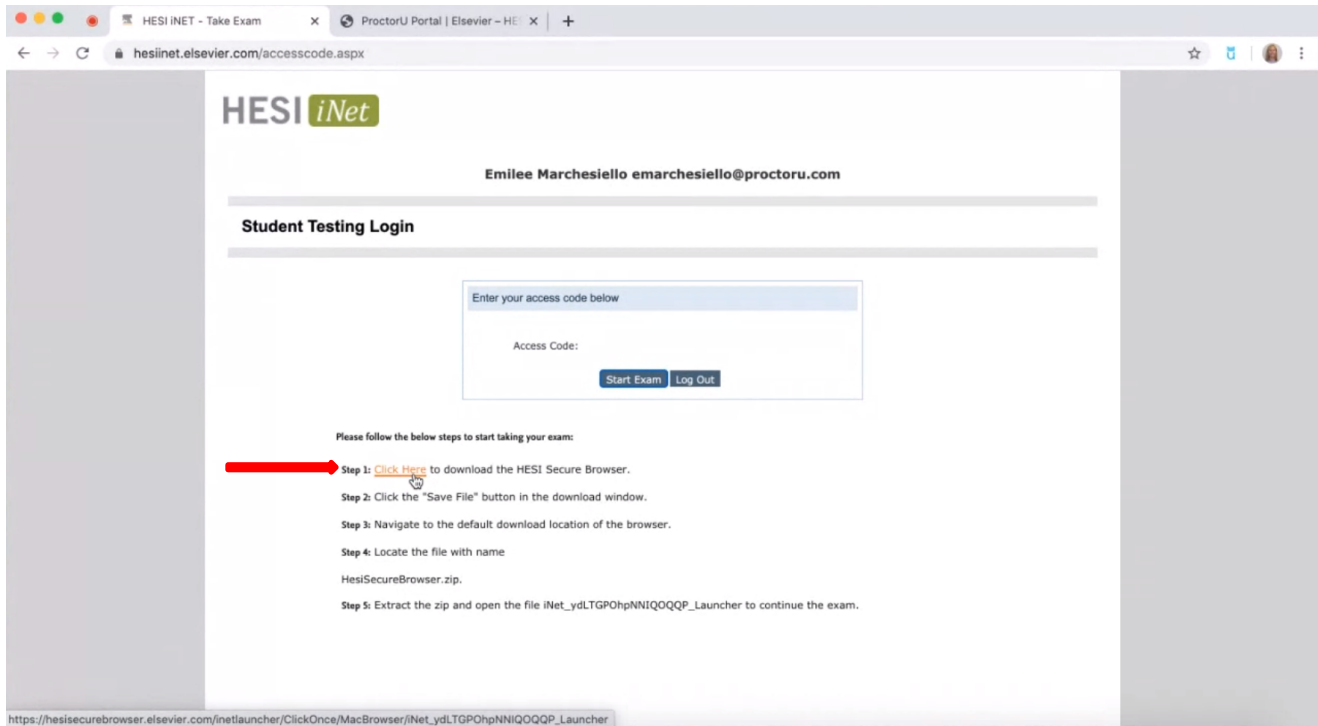 HESI iNET - Take Exam
ProctorU Portal | Elsevier – HE
hesiinet.elsevier.com/accesscode.aspx
HESI iNet
Emilee Marchesiello emarchesiello@proctoru.com
Student Testing Login
Enter your access code below
Access Code:
Start Exam Log Out
Please follow the below steps to start taking your exam:
Step 1: Click Here to download the HESI Secure Browser.
Step 2: Click the "Save File" button in the download window.
Step 3: Navigate to the default download location of the browser.
Step 4: Locate the file with name
HesiSecureBrowser.zip.
Step 5: Extract the zip and open the file iNet_ydLTGPOhpNNIQOQQP_Launcher to continue the exam.
https://hesisecurebrowser.elsevier.com/inetlauncher/ClickOnce/MacBrowser/iNet_ydLTGPOhpNNIQOQQP_Launcher